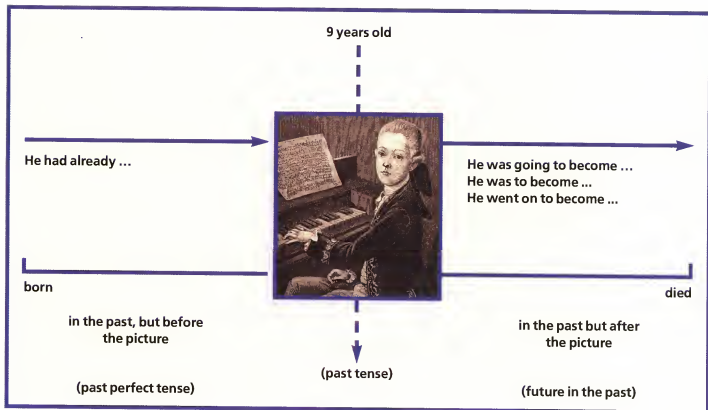 9 years old
He had already ...
He was going to become ...
He was to become ...
He went on to become ...
born
died
in the past, but before
the picture
in the past but after
the picture
(past tense)
(past perfect tense)
(future in the past)